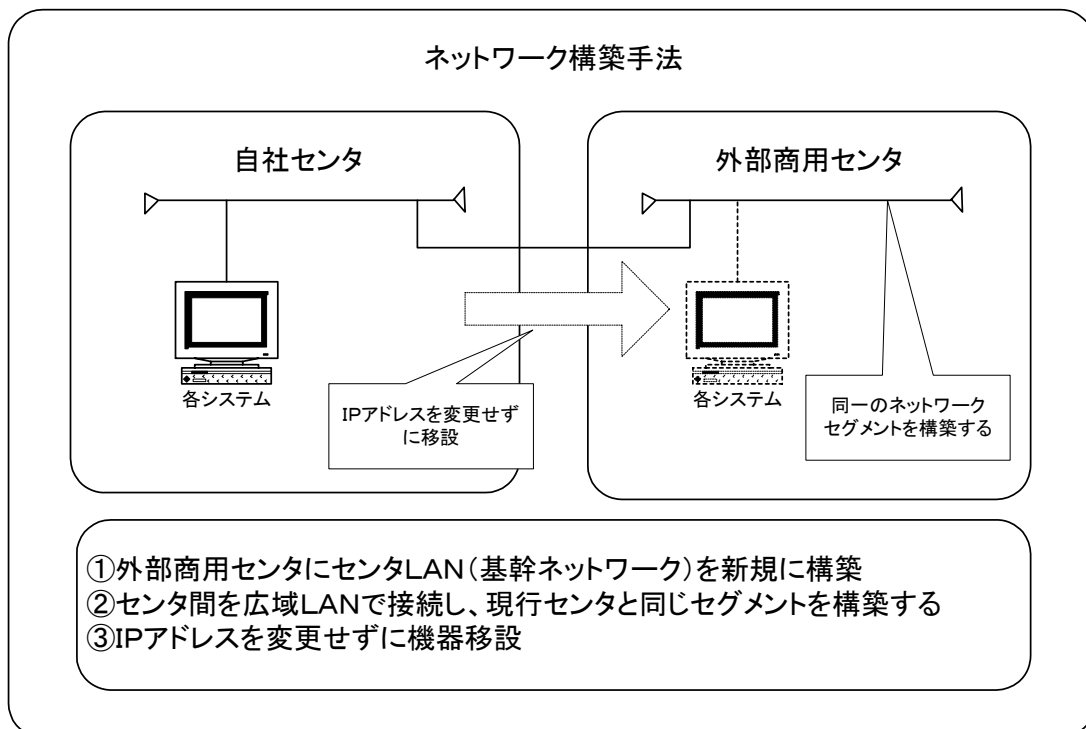 ネットワーク構築手法
自社センタ
外部商用センタ
各システム
IPアドレスを変更せず
に移設
各システム
同一のネットワーク
セグメントを構築する
①外部商用センタにセンタLAN(基幹ネットワーク)を新規に構築
②センタ間を広域LANで接続し、現行センタと同じセグメントを構築する
③IPアドレスを変更せずに機器移設